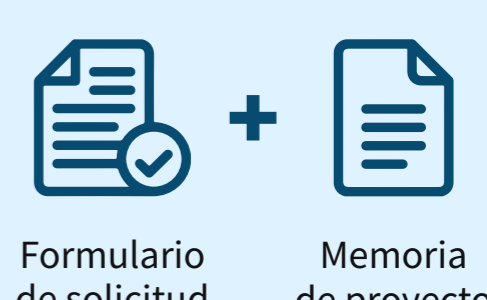 Formulario
de solicitud
+
Memoria
de proyecto